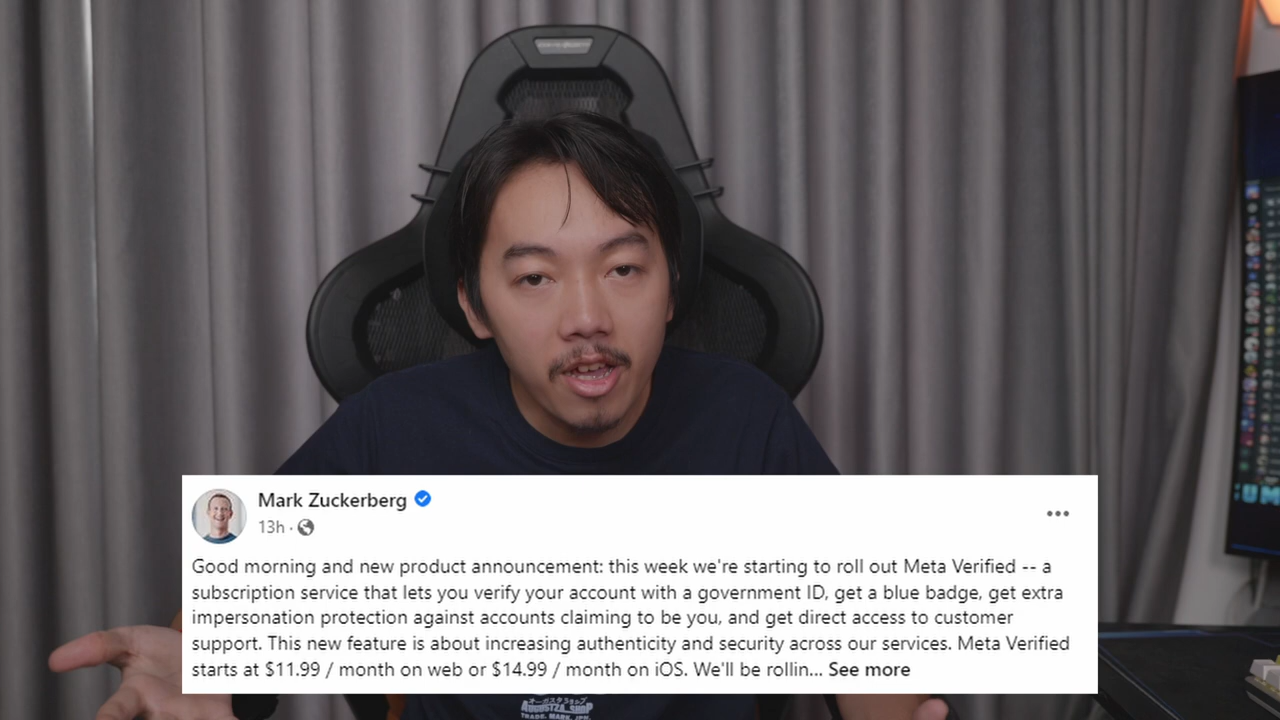 Mark Zuckerberg
13h ·
Good morning and new product announcement: this week we're starting to roll out Meta Verified -- a
subscription service that lets you verify your account with a government ID, get a blue badge, get extra
impersonation protection against accounts claiming to be you, and get direct access to customer
support. This new feature is about increasing authenticity and security across our services. Meta Verified
starts at $11.99 / month on web or $14.99 / month on iOS. We'll be rollin... See more
AUGUSTZA_SHOP
TRADE. MARK. JPN.